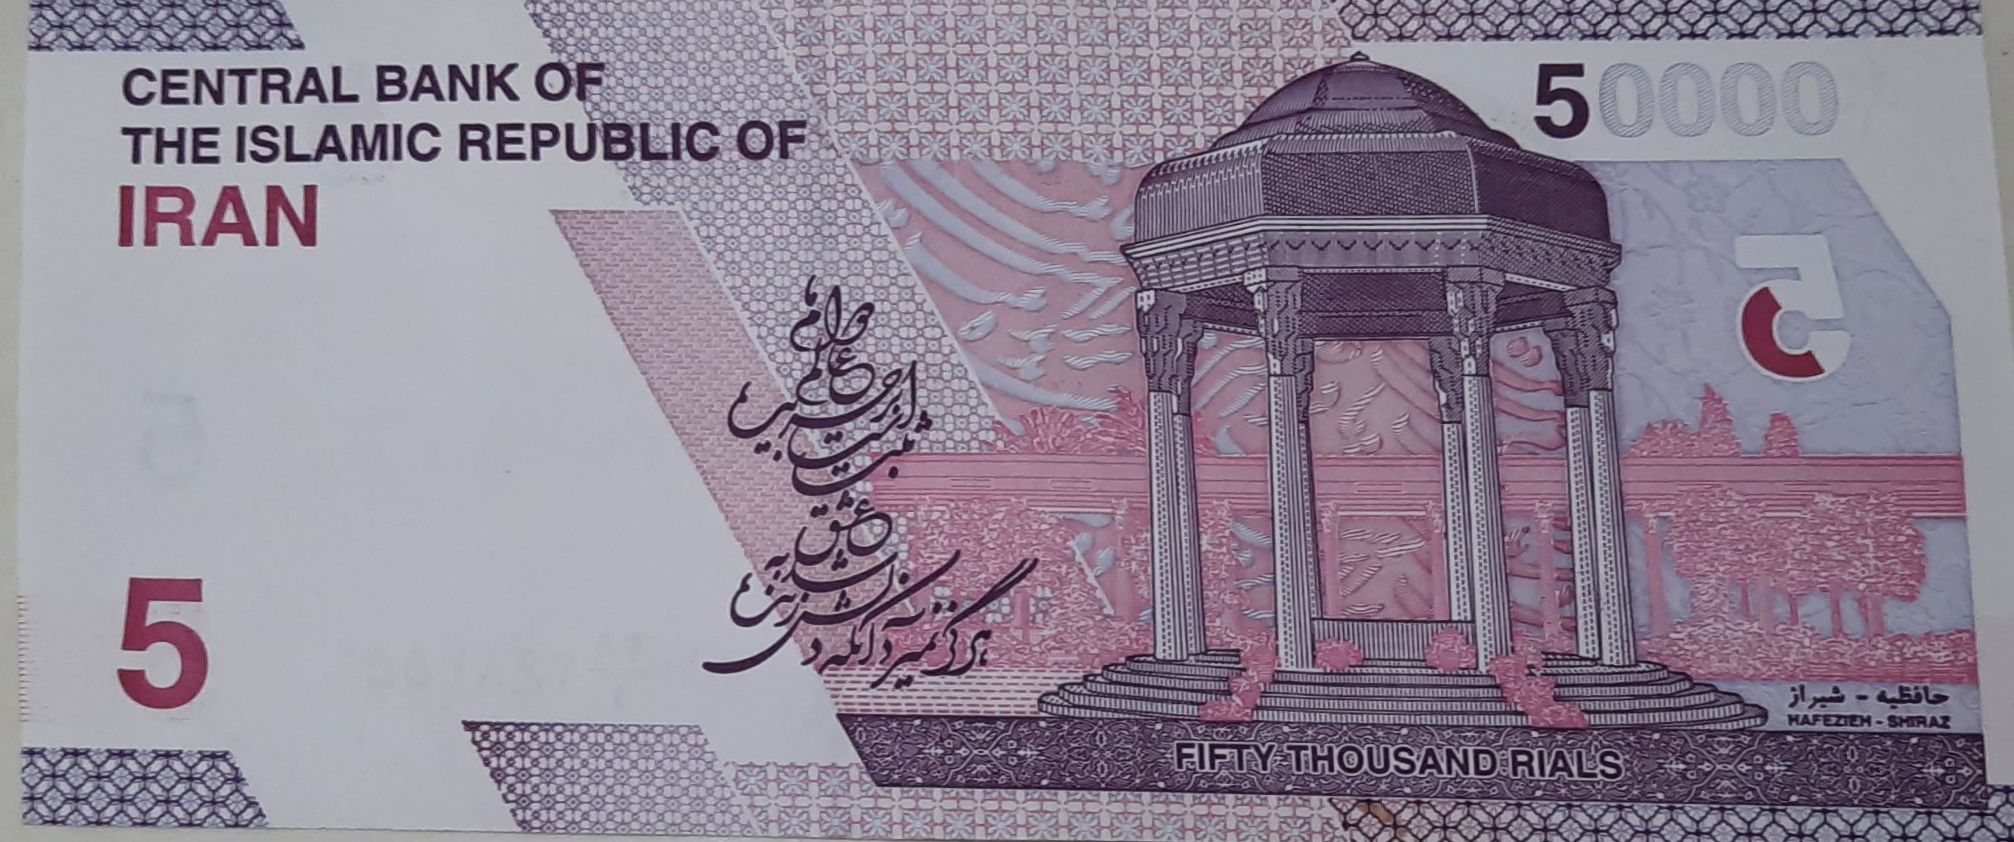 CENTRAL BANK OF
THE ISLAMIC REPUBLIC OF
IRAN
50000
هرگز نمیرد آنکه دلش زنده شد به عشق
ثبت است بر جریده عالم دوام ما
5
حافظیه - شیراز
HAFEZIEH - SHIRAZ
FIFTY THOUSAND RIALS